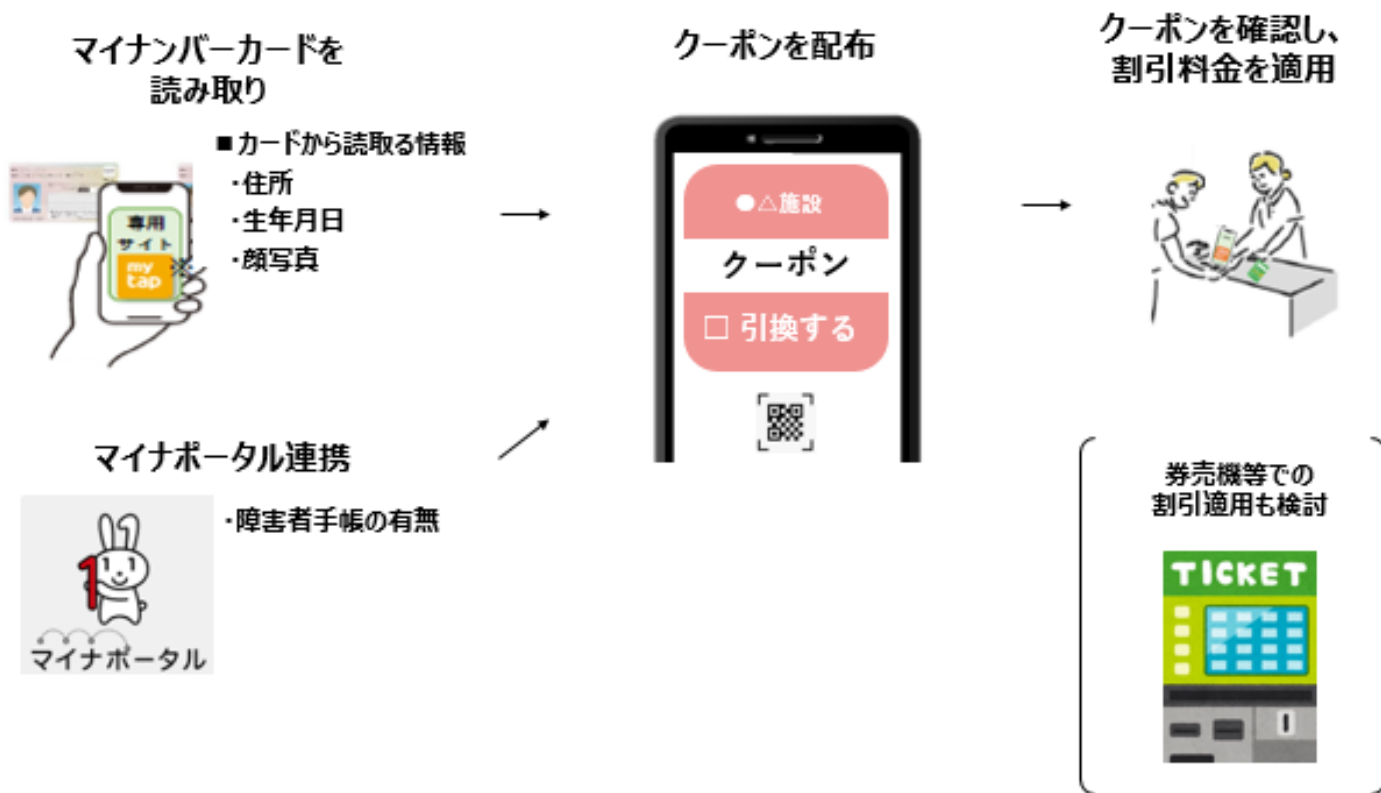 マイナンバーカードを
読み取り
■カードから読取る情報
・住所
・生年月日
・顔写真
専用
サイト
my
tap
※
マイナポータル連携
・障害者手帳の有無
1
マイナポータル
クーポンを配布
●△施設
クーポン
□ 引換する
クーポンを確認し、
割引料金を適用
券売機等での
割引適用も検討
TICKET